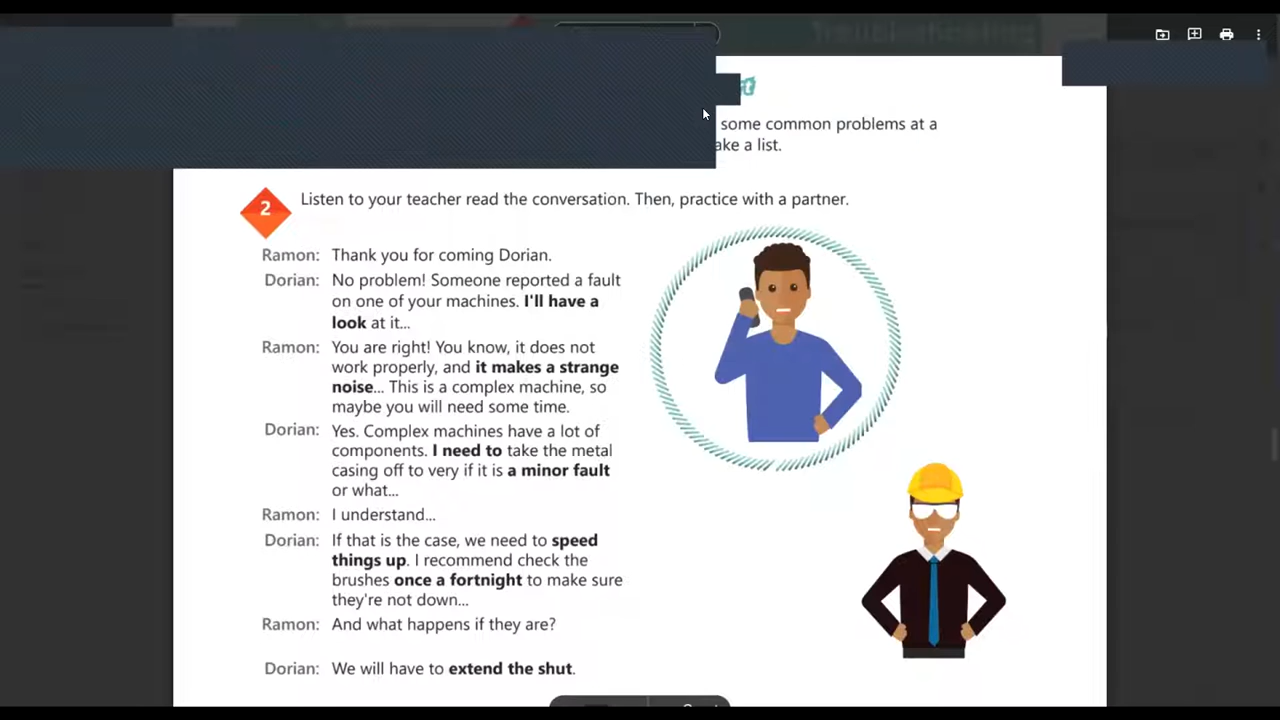 Troubleshooting
some common problems at a
ake a list.
2
Listen to your teacher read the conversation. Then, practice with a partner.
Ramon: Thank you for coming Dorian.
Dorian: No problem! Someone reported a fault
on one of your machines. I'll have a
look at it...
Ramon: You are right! You know, it does not
work properly, and it makes a strange
noise... This is a complex machine, so
maybe you will need some time.
Dorian: Yes. Complex machines have a lot of
components. I need to take the metal
casing off to very if it is a minor fault
or what...
Ramon: I understand...
Dorian: If that is the case, we need to speed
things up. I recommend check the
brushes once a fortnight to make sure
they're not down...
Ramon: And what happens if they are?
Dorian: We will have to extend the shut.